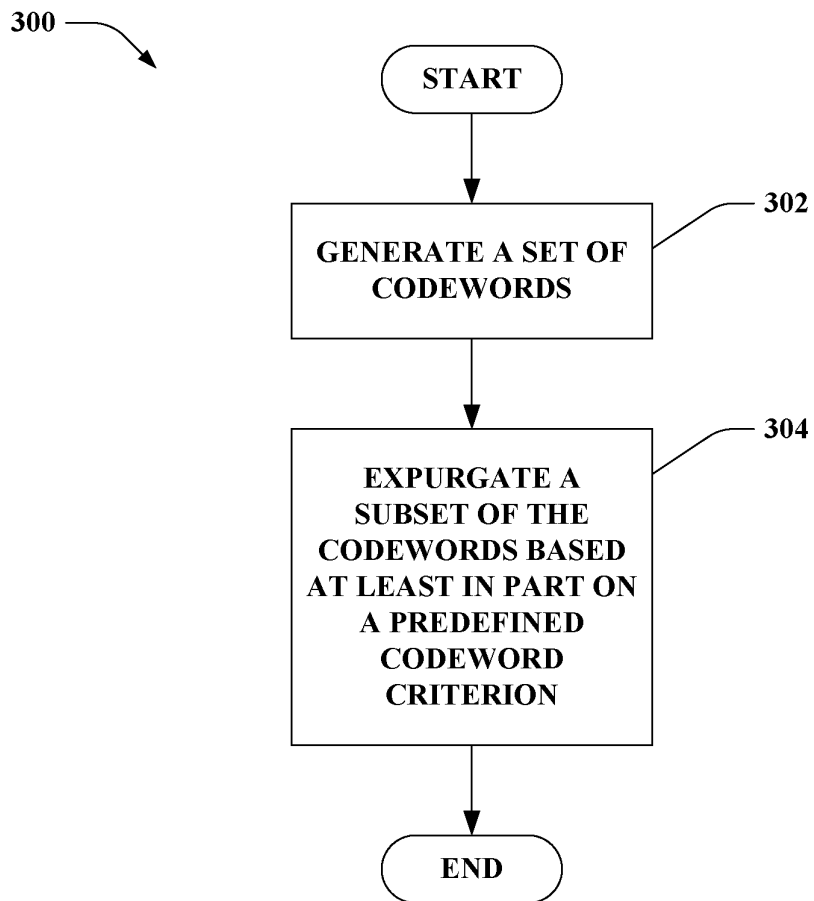 300
START
302
GENERATE A SET OF
CODEWORDS
304
EXPURGATE A
SUBSET OF THE
CODEWORDS BASED
AT LEAST IN PART ON
A PREDEFINED
CODEWORD
CRITERION
END